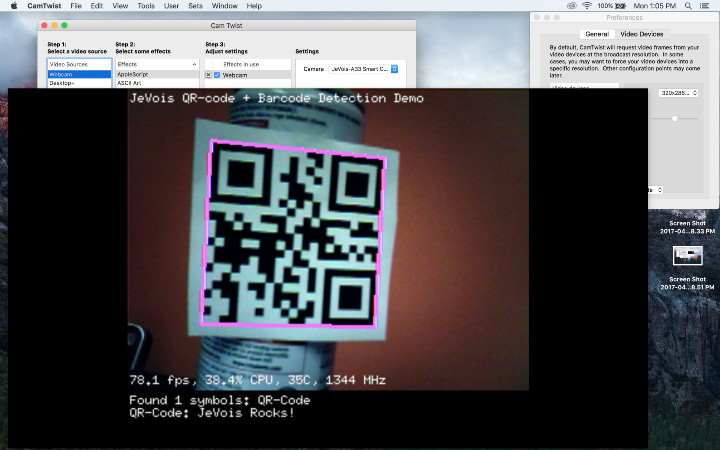 CamTwist File Edit View Tools User Sets Window Help
100% Mon 1:05 PM
Cam Twist
Step 1:
Select a video source
Step 2:
Select some effects
Step 3:
Adjust settings
Settings
Video Sources
Webcam
Desktop+
Effects
AppleScript
ASCII Art
Effects in use
Webcam
Camera JeVois-A33 Smart C...
Preferences
General Video Devices
By default, CamTwist will request video frames from your
video devices at the broadcast resolution. In some
cases, you may want to force your video devices into a
specific resolution. Other configuration points may come
later.
320x286...
JeVois QR-code + Barcode Detection Demo
78.1 fps, 38.4% CPU, 35C, 1344 MHz
Found 1 symbols: QR-Code
QR-Code: JeVois Rocks!
Screen Shot
2017-04...8.33 PM
Screen Shot
2017-04...8.51 PM